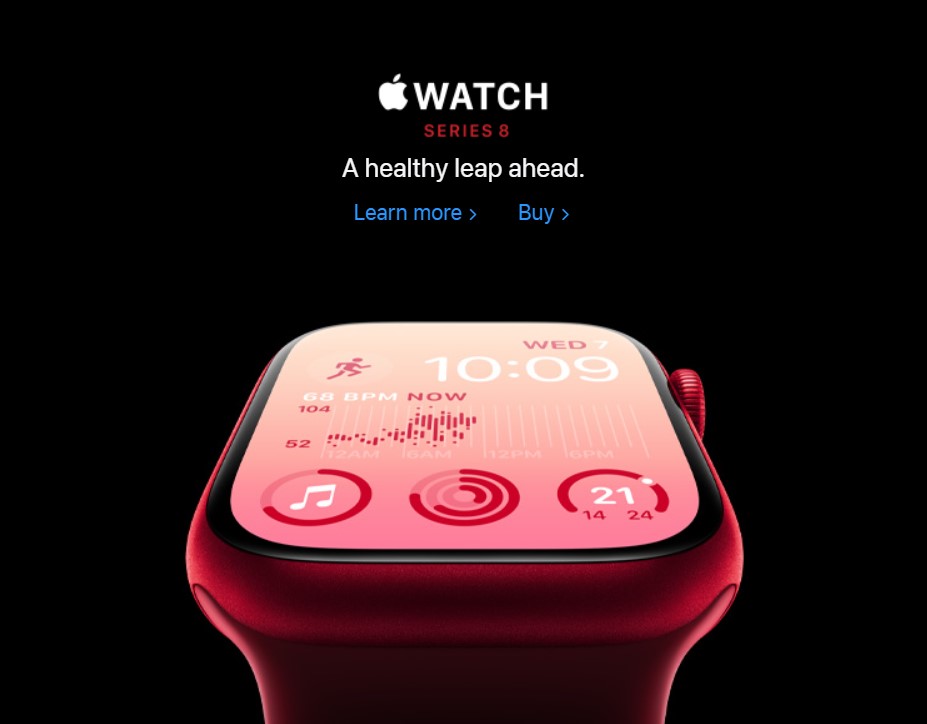 WATCH
SERIES 8
A healthy leap ahead.
Learn more >
Buy >
WED 7
10:09
68 BPM NOW
104
52
12AM 6AM 12PM 6PM
21
14 24